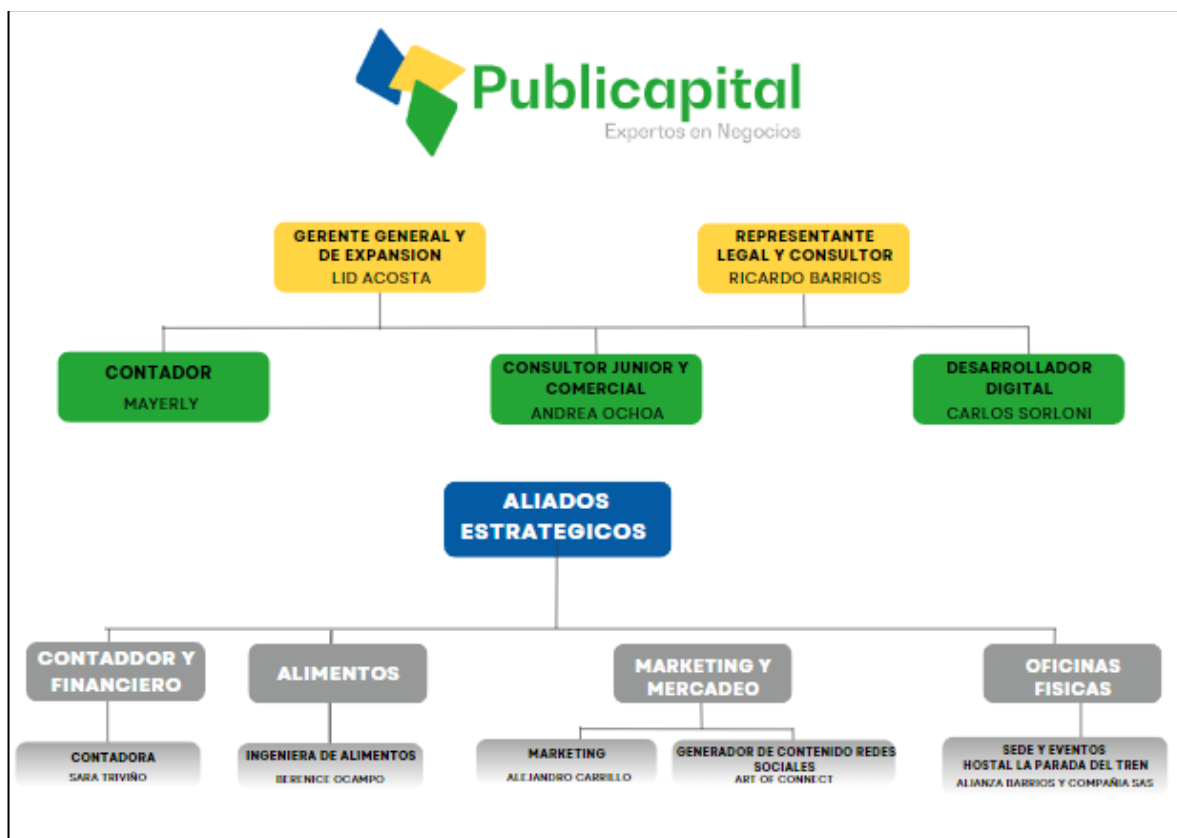 Publicapital
Expertos en Negocios
GERENTE GENERAL Y
DE EXPANSION
LID ACOSTA
REPRESENTANTE
LEGAL Y CONSULTOR
RICARDO BARRIOS
CONTADOR
MAYERLY
CONSULTOR JUNIOR Y
COMERCIAL
ANDREA OCHOA
DESARROLLADOR
DIGITAL
CARLOS SORLONI
ALIADOS
ESTRATEGICOS
CONTADDOR Y
FINANCIERO
ALIMENTOS
MARKETING Y
MERCADEO
OFICINAS
FISICAS
CONTADORA
SARA TRIVIÑO
INGENIERA DE ALIMENTOS
BERENICE OCAMPO
MARKETING
ALEJANDRO CARRILLO
GENERADOR DE CONTENIDO REDES
SOCIALES
ART OF CONNECT
SEDE Y EVENTOS
HOSTAL LA PARADA DEL TREN
ALIANZA BARRIOS Y COMPAÑIA SAS